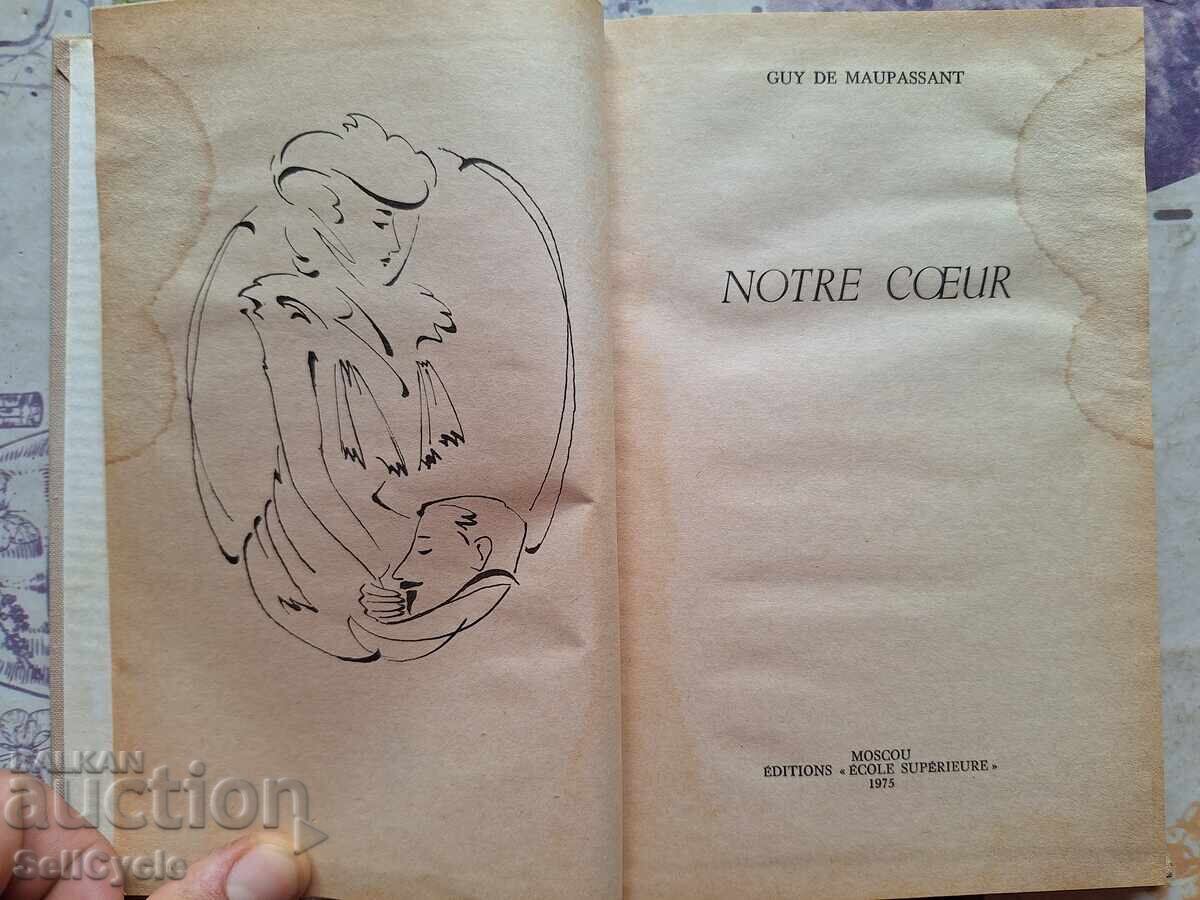 GUY DE MAUPASSANT
NOTRE CŒUR
MOSCOU
ÉDITIONS « ÉCOLE SUPÉRIEURE »
1975
BALKAN
auction
SellCycle